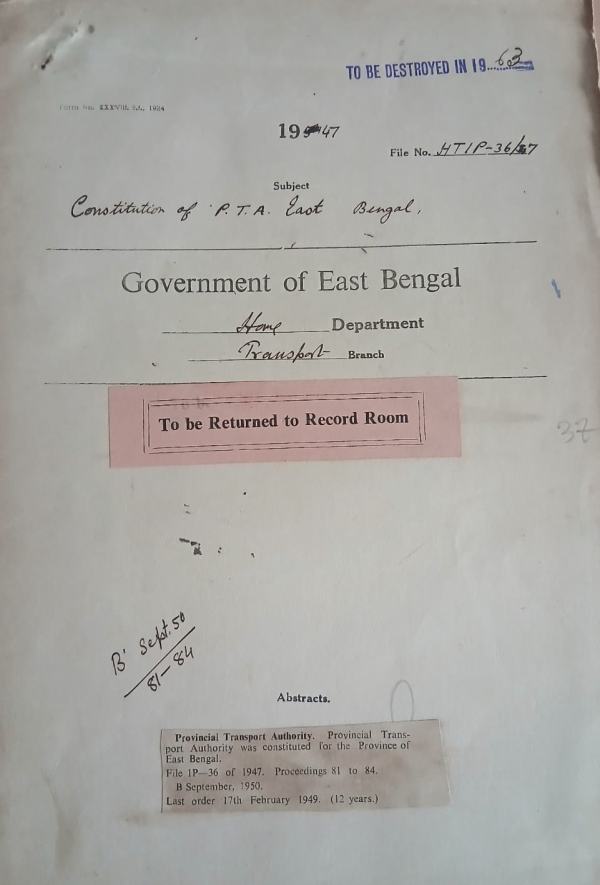 TO BE DESTROYED IN 19 63
Form No. XXXVIII, 1924
1947
File No. HT1P-36/47
Subject
Constitution of P.T.A. East Bengal,
Government of East Bengal
Home Department
Transport Branch
To be Returned to Record Room
37
B' Sept. 50
81-84
Abstracts.
Provincial Transport Authority. Provincial Trans-
port Authority was constituted for the Province of
East Bengal.
File 1P—36 of 1947. Proceedings 81 to 84.
B September, 1950.
Last order 17th February 1949. (12 years.)